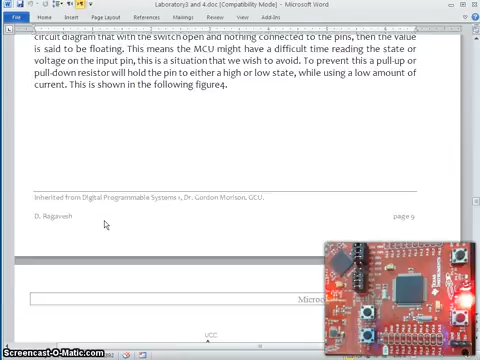 Laboratory3 and 4.doc [Compatibility Mode] - Microsoft Word
File Home Insert Page Layout References Mailings Review View Add-Ins
circuit diagram that with the switch open and nothing connected to the pins, then the value
is said to be floating. This means the MCU might have a difficult time reading the state or
voltage on the input pin, this is a situation that we wish to avoid. To prevent this a pull-up or
pull-down resistor will hold the pin to either a high or low state, while using a low amount of
current. This is shown in the following figure4.
Inherited from Digital Programmable Systems 1, Dr. Gordon Morison, GCU.
D. Ragavesh page 9
Microc
UCC
Screencast-O-Matic.com